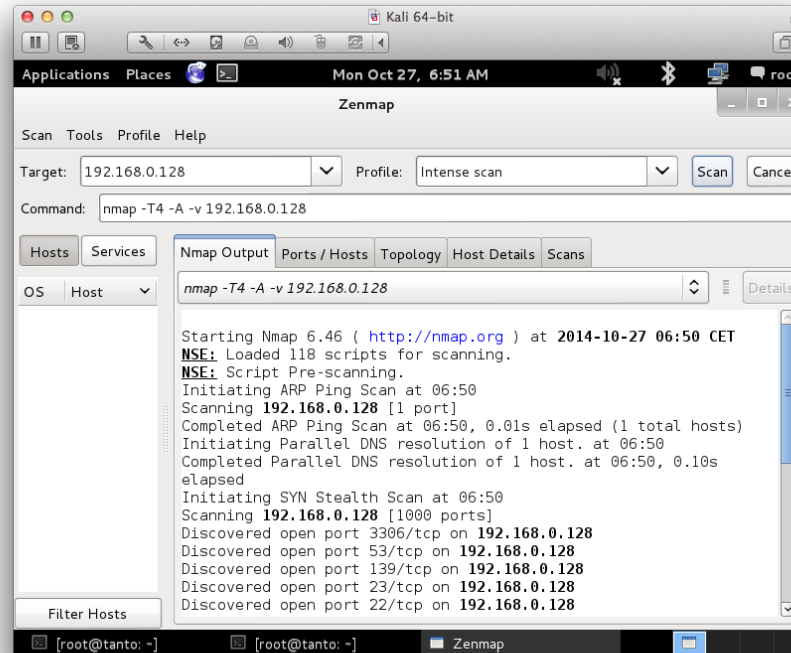 Kali 64-bit
Applications Places Mon Oct 27, 6:51 AM
Zenmap
Scan Tools Profile Help
Target: 192.168.0.128 Profile: Intense scan Scan Cance
Command: nmap -T4 -A -v 192.168.0.128
Hosts Services Nmap Output Ports / Hosts Topology Host Details Scans
OS Host nmap -T4 -A -v 192.168.0.128 Details
Starting Nmap 6.46 ( http://nmap.org ) at 2014-10-27 06:50 CET
NSE: Loaded 118 scripts for scanning.
NSE: Script Pre-scanning.
Initiating ARP Ping Scan at 06:50
Scanning 192.168.0.128 [1 port]
Completed ARP Ping Scan at 06:50, 0.01s elapsed (1 total hosts)
Initiating Parallel DNS resolution of 1 host. at 06:50
Completed Parallel DNS resolution of 1 host. at 06:50, 0.10s
elapsed
Initiating SYN Stealth Scan at 06:50
Scanning 192.168.0.128 [1000 ports]
Discovered open port 3306/tcp on 192.168.0.128
Discovered open port 53/tcp on 192.168.0.128
Discovered open port 139/tcp on 192.168.0.128
Discovered open port 23/tcp on 192.168.0.128
Discovered open port 22/tcp on 192.168.0.128
Filter Hosts
[root@tanto: ~] [root@tanto: ~] Zenmap